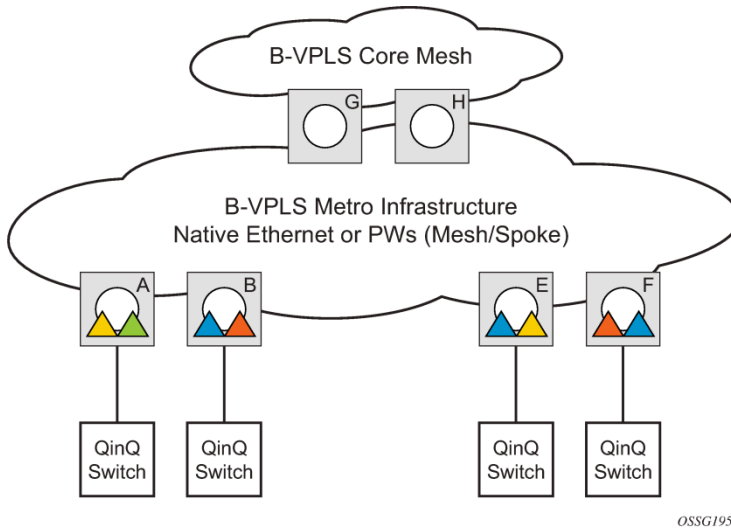 B-VPLS Core Mesh
G
H
B-VPLS Metro Infrastructure
Native Ethernet or PWs (Mesh/Spoke)
A
B
E
F
QinQ
Switch
QinQ
Switch
QinQ
Switch
QinQ
Switch
OSSG195